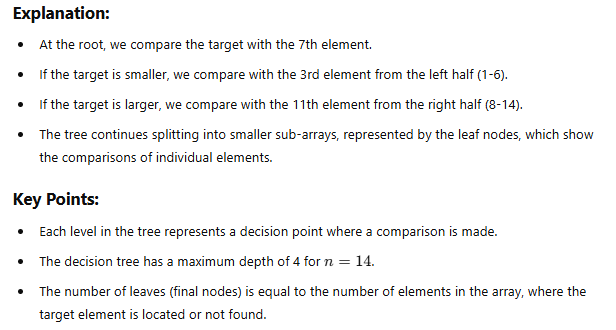 Explanation:
• At the root, we compare the target with the 7th element.
• If the target is smaller, we compare with the 3rd element from the left half (1-6).
• If the target is larger, we compare with the 11th element from the right half (8-14).
• The tree continues splitting into smaller sub-arrays, represented by the leaf nodes, which show
the comparisons of individual elements.
Key Points:
• Each level in the tree represents a decision point where a comparison is made.
• The decision tree has a maximum depth of 4 for n = 14.
• The number of leaves (final nodes) is equal to the number of elements in the array, where the
target element is located or not found.